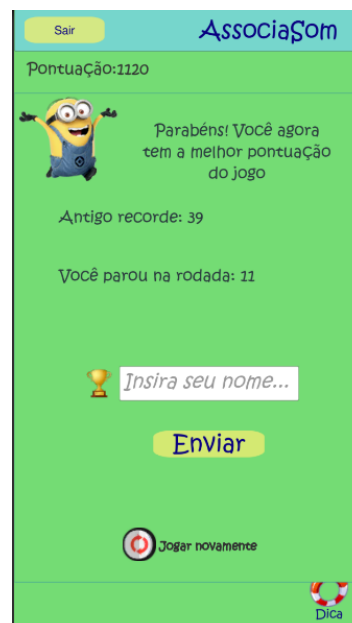 Sair
AssociaSom
Pontuação:1120
Parabéns! Você agora
tem a melhor pontuação
do jogo
Antigo recorde: 39
Você parou na rodada: 11
Insira seu nome...
Enviar
Jogar novamente
Dica